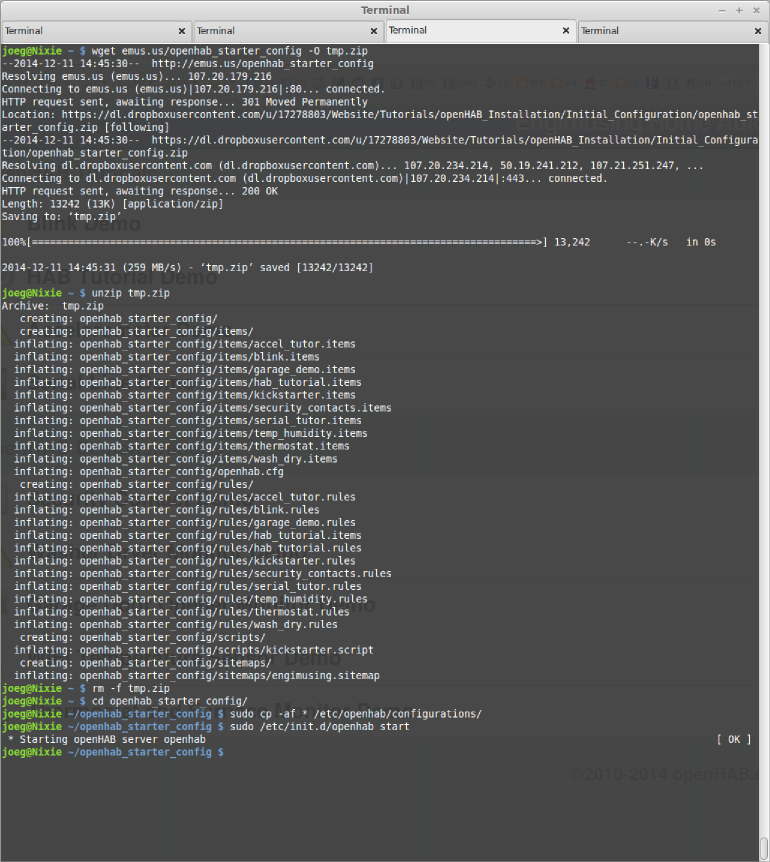 Terminal
Terminal × Terminal × Terminal × Terminal ×
joeg@Nixie ~ $ wget emus.us/openhab_starter_config -O tmp.zip
--2014-12-11 14:45:30--  http://emus.us/openhab_starter_config
Resolving emus.us (emus.us)... 107.20.179.216
Connecting to emus.us (emus.us)|107.20.179.216|:80... connected.
HTTP request sent, awaiting response... 301 Moved Permanently
Location: https://dl.dropboxusercontent.com/u/17278803/Website/Tutorials/openHAB_Installation/Initial_Configuration/openhab_st
arter_config.zip [following]
--2014-12-11 14:45:30--  https://dl.dropboxusercontent.com/u/17278803/Website/Tutorials/openHAB_Installation/Initial_Configura
tion/openhab_starter_config.zip
Resolving dl.dropboxusercontent.com (dl.dropboxusercontent.com)... 107.20.234.214, 50.19.241.212, 107.21.251.247, ...
Connecting to dl.dropboxusercontent.com (dl.dropboxusercontent.com)|107.20.234.214|:443... connected.
HTTP request sent, awaiting response... 200 OK
Length: 13242 (13K) [application/zip]
Saving to: ‘tmp.zip’
Blink Demo
100%[======================================================================================>] 13,242      --.-K/s   in 0s
2014-12-11 14:45:31 (259 MB/s) - ‘tmp.zip’ saved [13242/13242]
HAB Tutorial Demo
joeg@Nixie ~ $ unzip tmp.zip
Archive:  tmp.zip
   creating: openhab_starter_config/
   creating: openhab_starter_config/items/
  inflating: openhab_starter_config/items/accel_tutor.items
  inflating: openhab_starter_config/items/blink.items
  inflating: openhab_starter_config/items/garage_demo.items
  inflating: openhab_starter_config/items/hab_tutorial.items
  inflating: openhab_starter_config/items/kickstarter.items
  inflating: openhab_starter_config/items/security_contacts.items
  inflating: openhab_starter_config/items/serial_tutor.items
  inflating: openhab_starter_config/items/temp_humidity.items
  inflating: openhab_starter_config/items/thermostat.items
  inflating: openhab_starter_config/items/wash_dry.items
  inflating: openhab_starter_config/openhab.cfg
   creating: openhab_starter_config/rules/
  inflating: openhab_starter_config/rules/accel_tutor.rules
  inflating: openhab_starter_config/rules/blink.rules
  inflating: openhab_starter_config/rules/garage_demo.rules
  inflating: openhab_starter_config/rules/hab_tutorial.items
  inflating: openhab_starter_config/rules/hab_tutorial.rules
  inflating: openhab_starter_config/rules/kickstarter.rules
  inflating: openhab_starter_config/rules/security_contacts.rules
  inflating: openhab_starter_config/rules/serial_tutor.rules
  inflating: openhab_starter_config/rules/temp_humidity.rules
  inflating: openhab_starter_config/rules/thermostat.rules
  inflating: openhab_starter_config/rules/wash_dry.rules
   creating: openhab_starter_config/scripts/
  inflating: openhab_starter_config/scripts/kickstarter.script
   creating: openhab_starter_config/sitemaps/
Demo
  inflating: openhab_starter_config/sitemaps/engimusing.sitemap
joeg@Nixie ~ $ rm -f tmp.zip
joeg@Nixie ~ $ cd openhab_starter_config/
joeg@Nixie ~/openhab_starter_config $ sudo cp -af * /etc/openhab/configurations/
joeg@Nixie ~/openhab_starter_config $ sudo /etc/init.d/openhab start
 * Starting openHAB server openhab [ OK ]
joeg@Nixie ~/openhab_starter_config $
©2010-2014 openHAB.